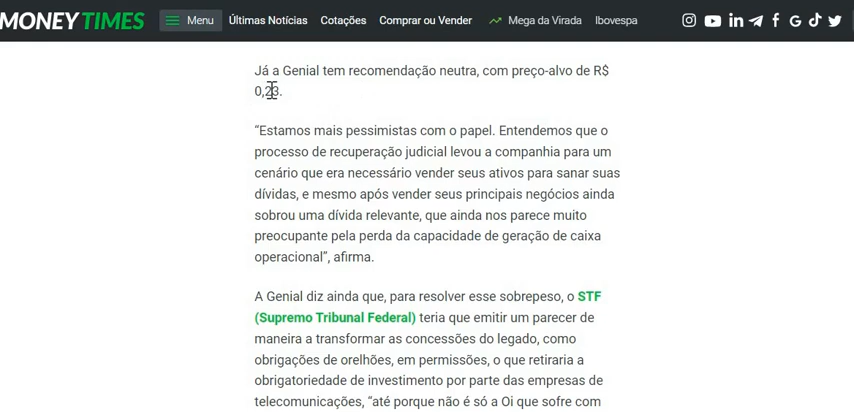 MONEY TIMES Menu Últimas Notícias Cotações Comprar ou Vender Mega da Virada Ibovespa
Já a Genial tem recomendação neutra, com preço-alvo de R$
0,23.
“Estamos mais pessimistas com o papel. Entendemos que o
processo de recuperação judicial levou a companhia para um
cenário que era necessário vender seus ativos para sanar suas
dívidas, e mesmo após vender seus principais negócios ainda
sobrou uma dívida relevante, que ainda nos parece muito
preocupante pela perda da capacidade de geração de caixa
operacional”, afirma.
A Genial diz ainda que, para resolver esse sobrepeso, o STF
(Supremo Tribunal Federal) teria que emitir um parecer de
maneira a transformar as concessões do legado, como
obrigações de orelhões, em permissões, o que retiraria a
obrigatoriedade de investimento por parte das empresas de
telecomunicações, “até porque não é só a Oi que sofre com